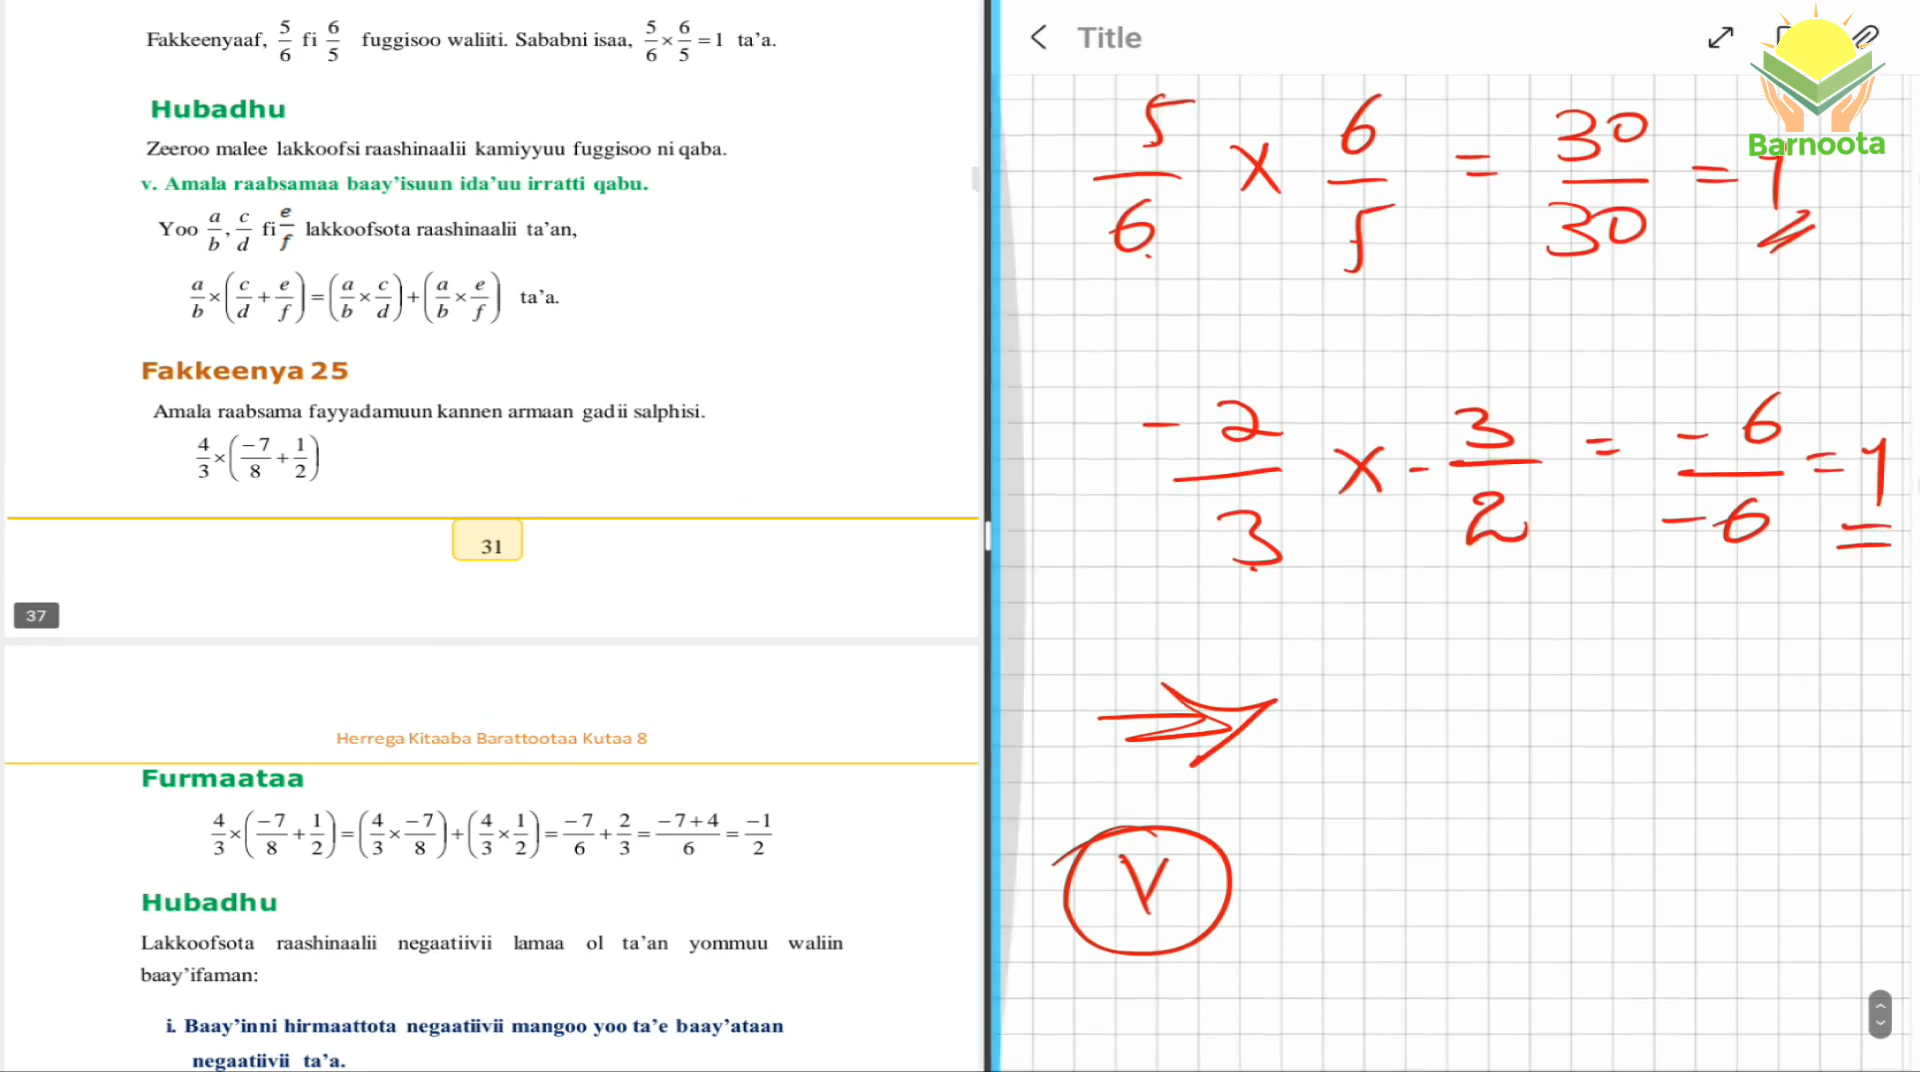 Fakkeenyaaf, 5/6 fi 6/5 fuggisoo waliiti. Sababni isaa, 5/6 × 6/5 = 1 ta’a.
Hubadhu
Zeeroo malee lakkoofsi raashinaalii kamiyyuu fuggisoo ni qaba.
v. Amala raabsamaa baay’isuun ida’uu irratti qabu.
Yoo a/b, c/d fi e/f lakkoofsota raashinaalii ta’an,
a/b × (c/d + e/f) = (a/b × c/d) + (a/b × e/f) ta’a.
Fakkeenya 25
Amala raabsama fayyadamuun kannen armaan gadii salphisi.
4/3 × (−7/8 + 1/2)
31
37
Herrega Kitaaba Barattootaa Kutaa 8
Furmaataa
4/3 × (−7/8 + 1/2) = (4/3 × −7/8) + (4/3 × 1/2) = −7/6 + 2/3 = −7+4/6 = −1/2
Hubadhu
Lakkoofsota raashinaalii negaatiivii lamaa ol ta’an yommuu waliin
baay’ifaman:
i. Baay’inni hirmaattota negaatiivii mangoo yoo ta’e baay’ataan
negaatiivii ta’a.
Title
Barnoota
5/6 × 6/5 = 30/30 = 1
-2/3 × -3/2 = -6/-6 = 1
V